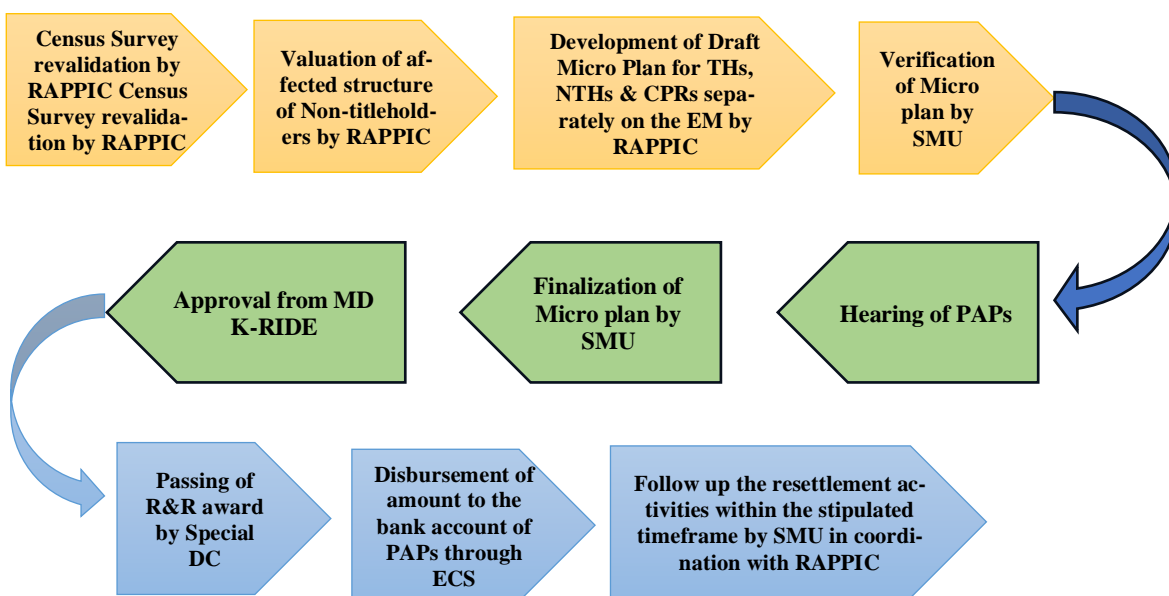 Census Survey
revalidation by
RAPPIC Census
Survey revalida-
tion by RAPPIC
Valuation of af-
fected structure
of Non-titlehold-
ers by RAPPIC
Development of Draft
Micro Plan for THs,
NTHs & CPRs sepa-
rately on the EM by
RAPPIC
Verification
of Micro
plan by
SMU
Hearing of PAPs
Finalization of
Micro plan by
SMU
Approval from MD
K-RIDE
Passing of
R&R award
by Special
DC
Disbursement of
amount to the
bank account of
PAPs through
ECS
Follow up the resettlement ac-
tivities within the stipulated
timeframe by SMU in coordi-
nation with RAPPIC